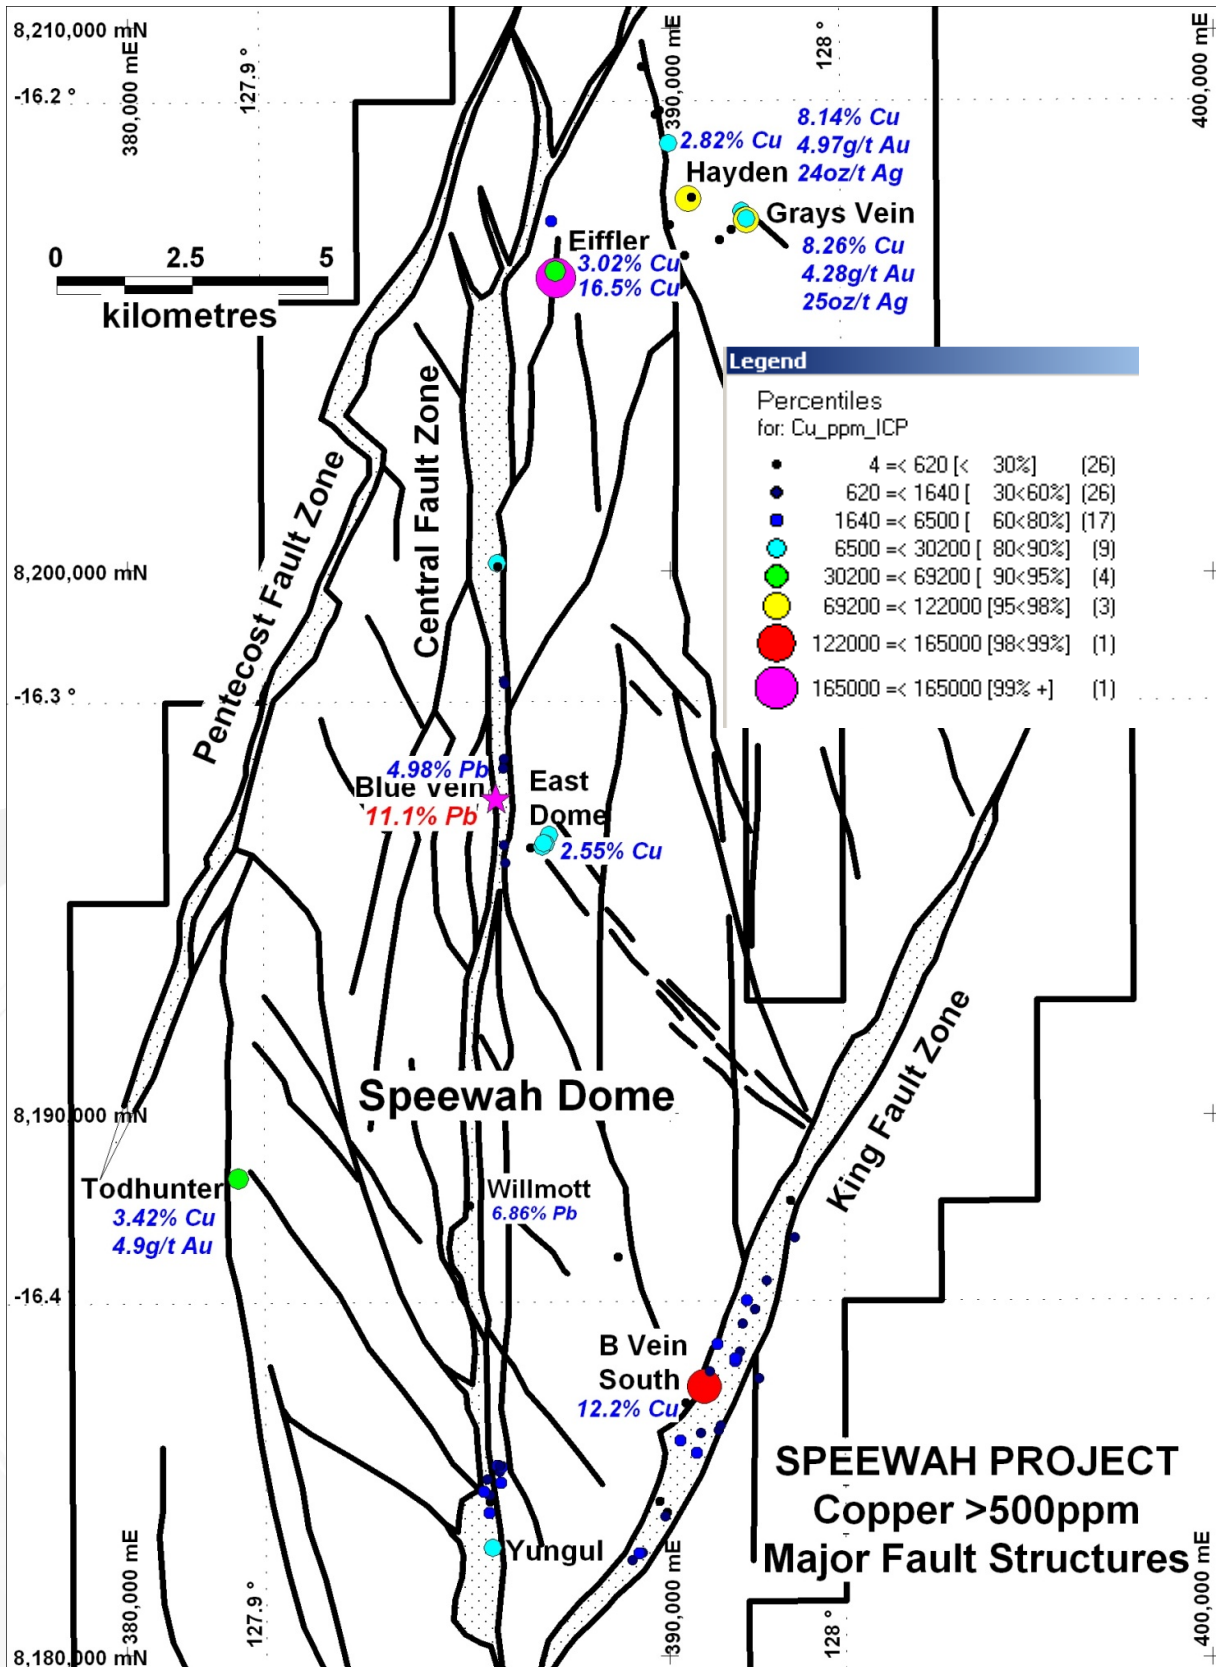 8,210,000 mN
380,000 mE
127.9 °
390,000 mE
128 °
400,000 mE
-16.2 °
8.14% Cu
4.97g/t Au
24oz/t Ag
2.82% Cu
Hayden
Grays Vein
8.26% Cu
4.28g/t Au
25oz/t Ag
Eiffler
3.02% Cu
16.5% Cu
0 2.5 5
kilometres
Legend
Percentiles
for: Cu_ppm_ICP
4 =< 620 [< 30%] (26)
620 =< 1640 [ 30<60%] (26)
1640 =< 6500 [ 60<80%] (17)
6500 =< 30200 [ 80<90%] (9)
30200 =< 69200 [ 90<95%] (4)
69200 =< 122000 [95<98%] (3)
122000 =< 165000 [98<99%] (1)
165000 =< 165000 [99% +] (1)
Central Fault Zone
Pentecost Fault Zone
8,200,000 mN
-16.3 °
4.98% Pb
Blue Vein
11.1% Pb
East
Dome
2.55% Cu
King Fault Zone
Speewah Dome
8,190,000 mN
Todhunter
3.42% Cu
4.9g/t Au
Willmott
6.86% Pb
-16.4 °
B Vein
South
12.2% Cu
SPEEWAH PROJECT
Copper >500ppm
Major Fault Structures
Yungul
380,000 mE
127.9 °
390,000 mE
128 °
400,000 mE
8,180,000 mN